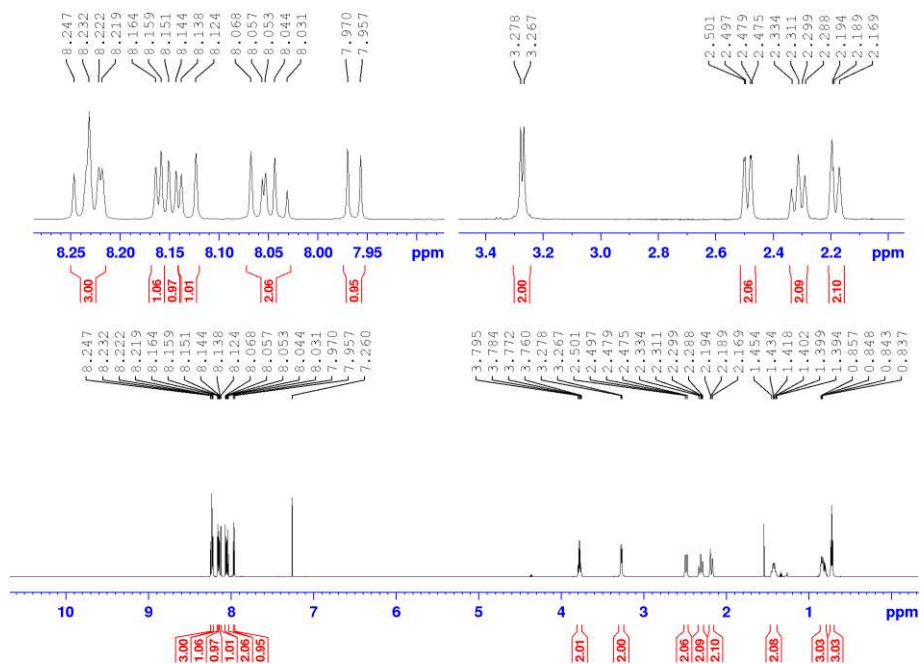 8.247 8.232 8.222 8.219 8.164 8.159 8.151 8.144 8.138 8.124 8.068 8.057 8.053 8.044 8.031 7.970 7.957
3.278 3.267 2.501 2.497 2.479 2.475 2.334 2.311 2.299 2.288 2.194 2.189 2.169
8.25 8.20 8.15 8.10 8.05 8.00 7.95 ppm
3.4 3.2 3.0 2.8 2.6 2.4 2.2 ppm
3.00 1.06 0.97 1.01 2.06 0.95
2.00 2.06 2.09 2.10
8.247 8.232 8.222 8.219 8.164 8.159 8.151 8.144 8.138 8.124 8.068 8.057 8.053 8.044 8.031 7.970 7.957 7.260
3.795 3.784 3.772 3.760 3.278 3.267 2.501 2.497 2.479 2.475 2.334 2.311 2.299 2.288 2.194 2.189 2.169 1.454 1.434 1.418 1.402 1.399 1.394 0.857 0.848 0.843 0.837
10 9 8 7 6 5 4 3 2 1 ppm
3.00 1.06 0.97 1.01 2.06 0.95 2.01 2.00 2.06 2.09 2.10 2.08 3.03 3.03